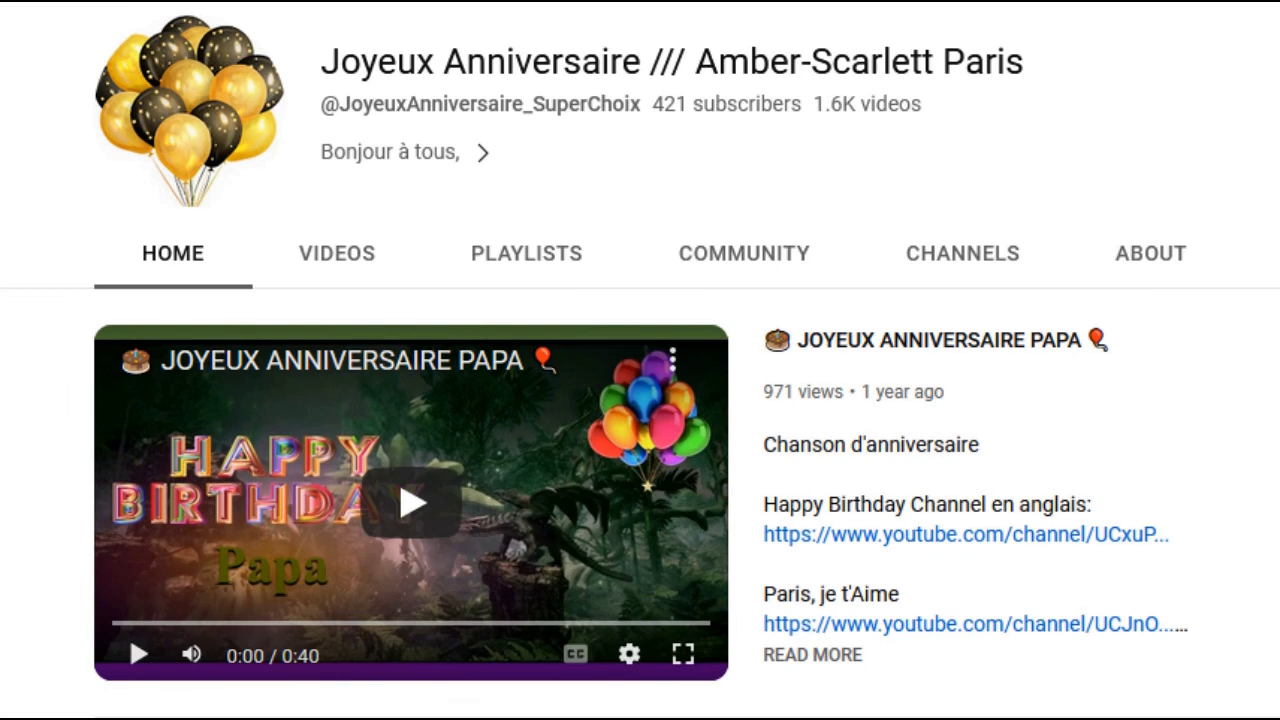 Joyeux Anniversaire /// Amber-Scarlett Paris
@JoyeuxAnniversaire_SuperChoix 421 subscribers 1.6K videos
Bonjour à tous,
HOME VIDEOS PLAYLISTS COMMUNITY CHANNELS ABOUT
JOYEUX ANNIVERSAIRE PAPA
HAPPY
BIRTHDAY
Papa
0:00 / 0:40
CC
JOYEUX ANNIVERSAIRE PAPA
971 views • 1 year ago
Chanson d'anniversaire
Happy Birthday Channel en anglais:
https://www.youtube.com/channel/UCxuP...
Paris, je t'Aime
https://www.youtube.com/channel/UCJnO......
READ MORE